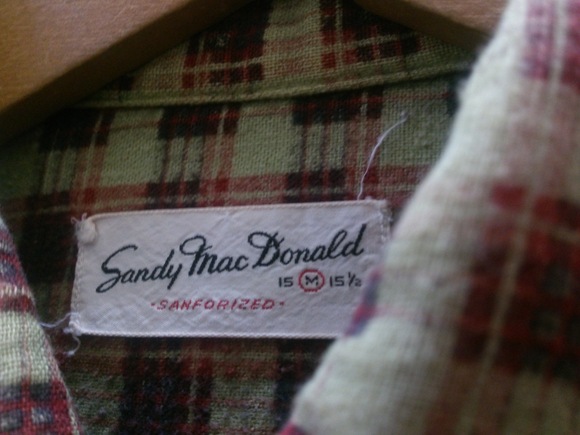 Sandy MacDonald
15 M 15½
-SANFORIZED-